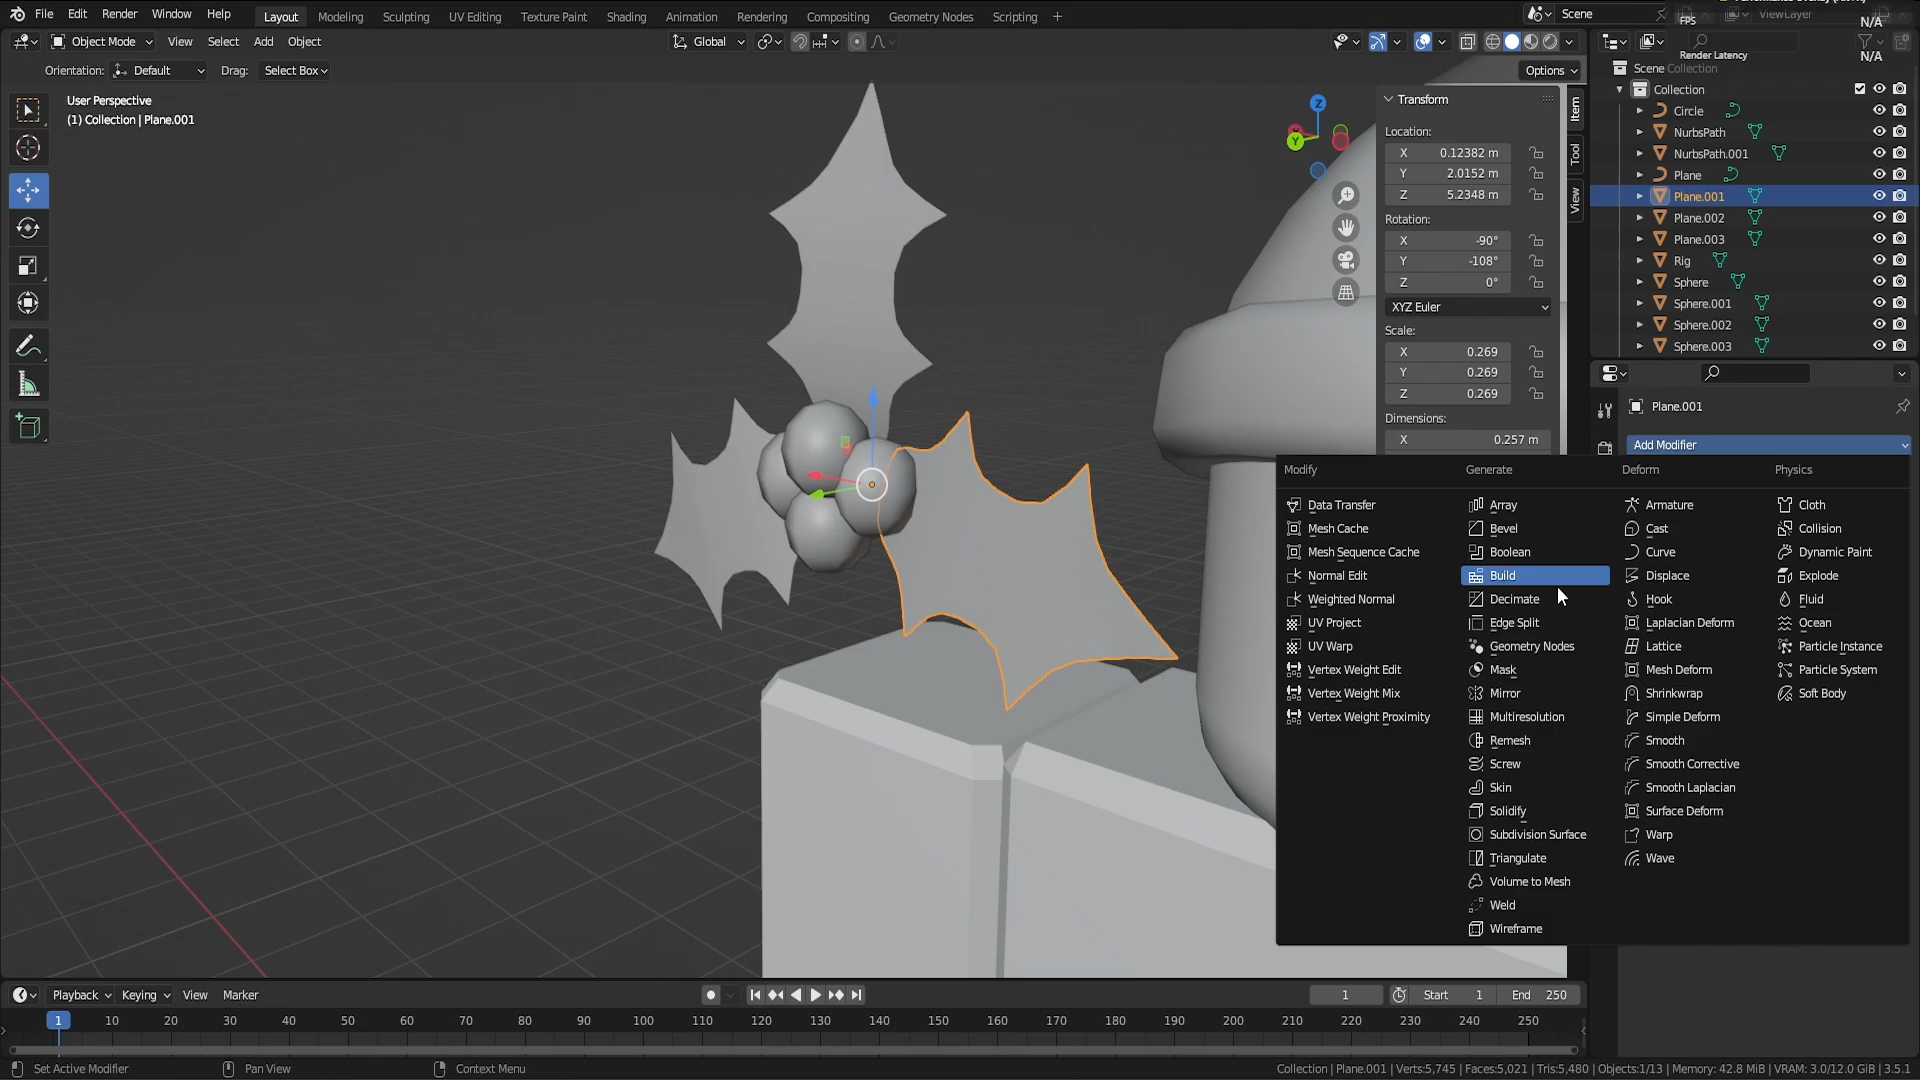 File Edit Render Window Help
Layout Modeling Sculpting UV Editing Texture Paint Shading Animation Rendering Compositing Geometry Nodes Scripting +
Scene
ViewLayer
FPS
N/A
Render Latency
N/A
Object Mode View Select Add Object
Global
Orientation: Default Drag: Select Box
Options
User Perspective
(1) Collection | Plane.001
Z
Y
Transform
Location:
X 0.12382 m
Y 2.0152 m
Z 5.2348 m
Rotation:
X -90°
Y -108°
Z 0°
XYZ Euler
Scale:
X 0.269
Y 0.269
Z 0.269
Dimensions:
X 0.257 m
Item
Tool
View
Scene Collection
Collection
Circle
NurbsPath
NurbsPath.001
Plane
Plane.001
Plane.002
Plane.003
Rig
Sphere
Sphere.001
Sphere.002
Sphere.003
Plane.001
Add Modifier
Modify
Data Transfer
Mesh Cache
Mesh Sequence Cache
Normal Edit
Weighted Normal
UV Project
UV Warp
Vertex Weight Edit
Vertex Weight Mix
Vertex Weight Proximity
Generate
Array
Bevel
Boolean
Build
Decimate
Edge Split
Geometry Nodes
Mask
Mirror
Multiresolution
Remesh
Screw
Skin
Solidify
Subdivision Surface
Triangulate
Volume to Mesh
Weld
Wireframe
Deform
Armature
Cast
Curve
Displace
Hook
Laplacian Deform
Lattice
Mesh Deform
Shrinkwrap
Simple Deform
Smooth
Smooth Corrective
Smooth Laplacian
Surface Deform
Warp
Wave
Physics
Cloth
Collision
Dynamic Paint
Explode
Fluid
Ocean
Particle Instance
Particle System
Soft Body
Playback Keying View Marker
1 Start 1 End 250
1 10 20 30 40 50 60 70 80 90 100 110 120 130 140 150 160 170 180 190 200 210 220 230 240 250
Set Active Modifier Pan View Context Menu
Collection | Plane.001 | Verts:5,745 | Faces:5,021 | Tris:5,480 | Objects:1/13 | Memory: 42.8 MiB | VRAM: 3.0/12.0 GiB | 3.5.1